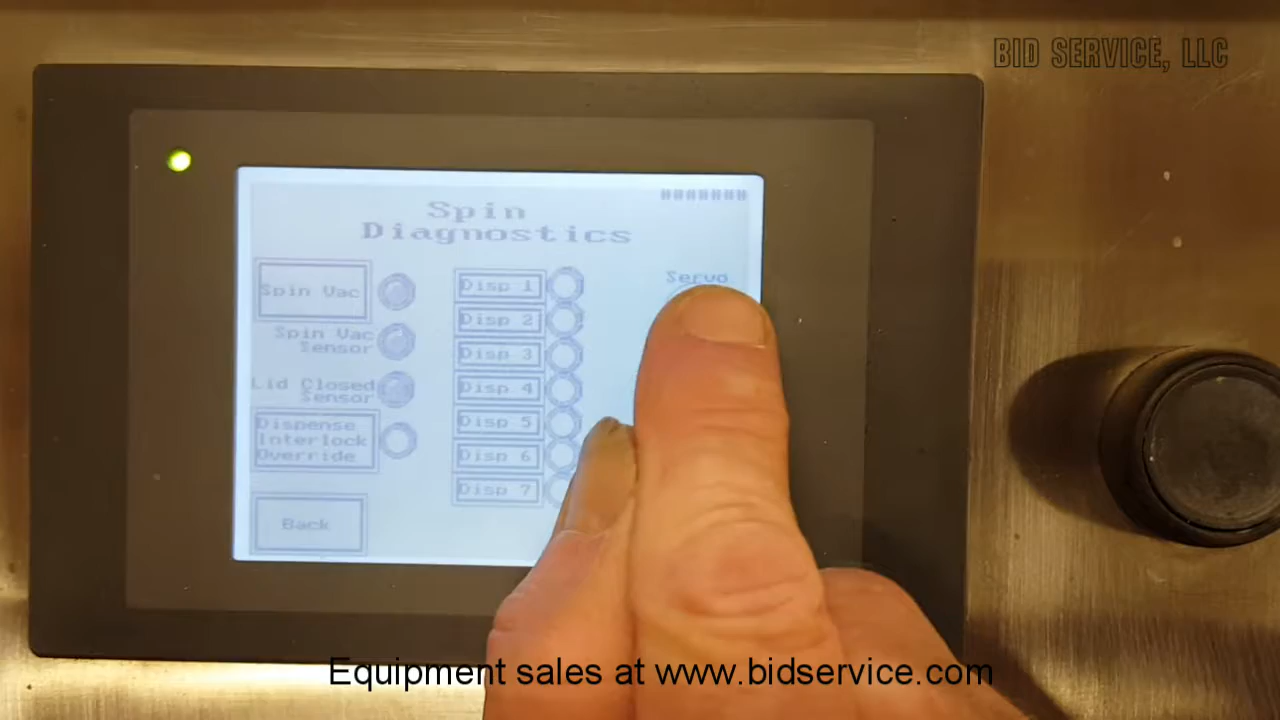 BID SERVICE, LLC
#######
Spin
Diagnostics
Spin Vac
Spin Vac
Sensor
Lid Closed
Sensor
Dispense
Interlock
Override
Back
Disp 1
Disp 2
Disp 3
Disp 4
Disp 5
Disp 6
Disp 7
Servo
Equipment sales at www.bidservice.com